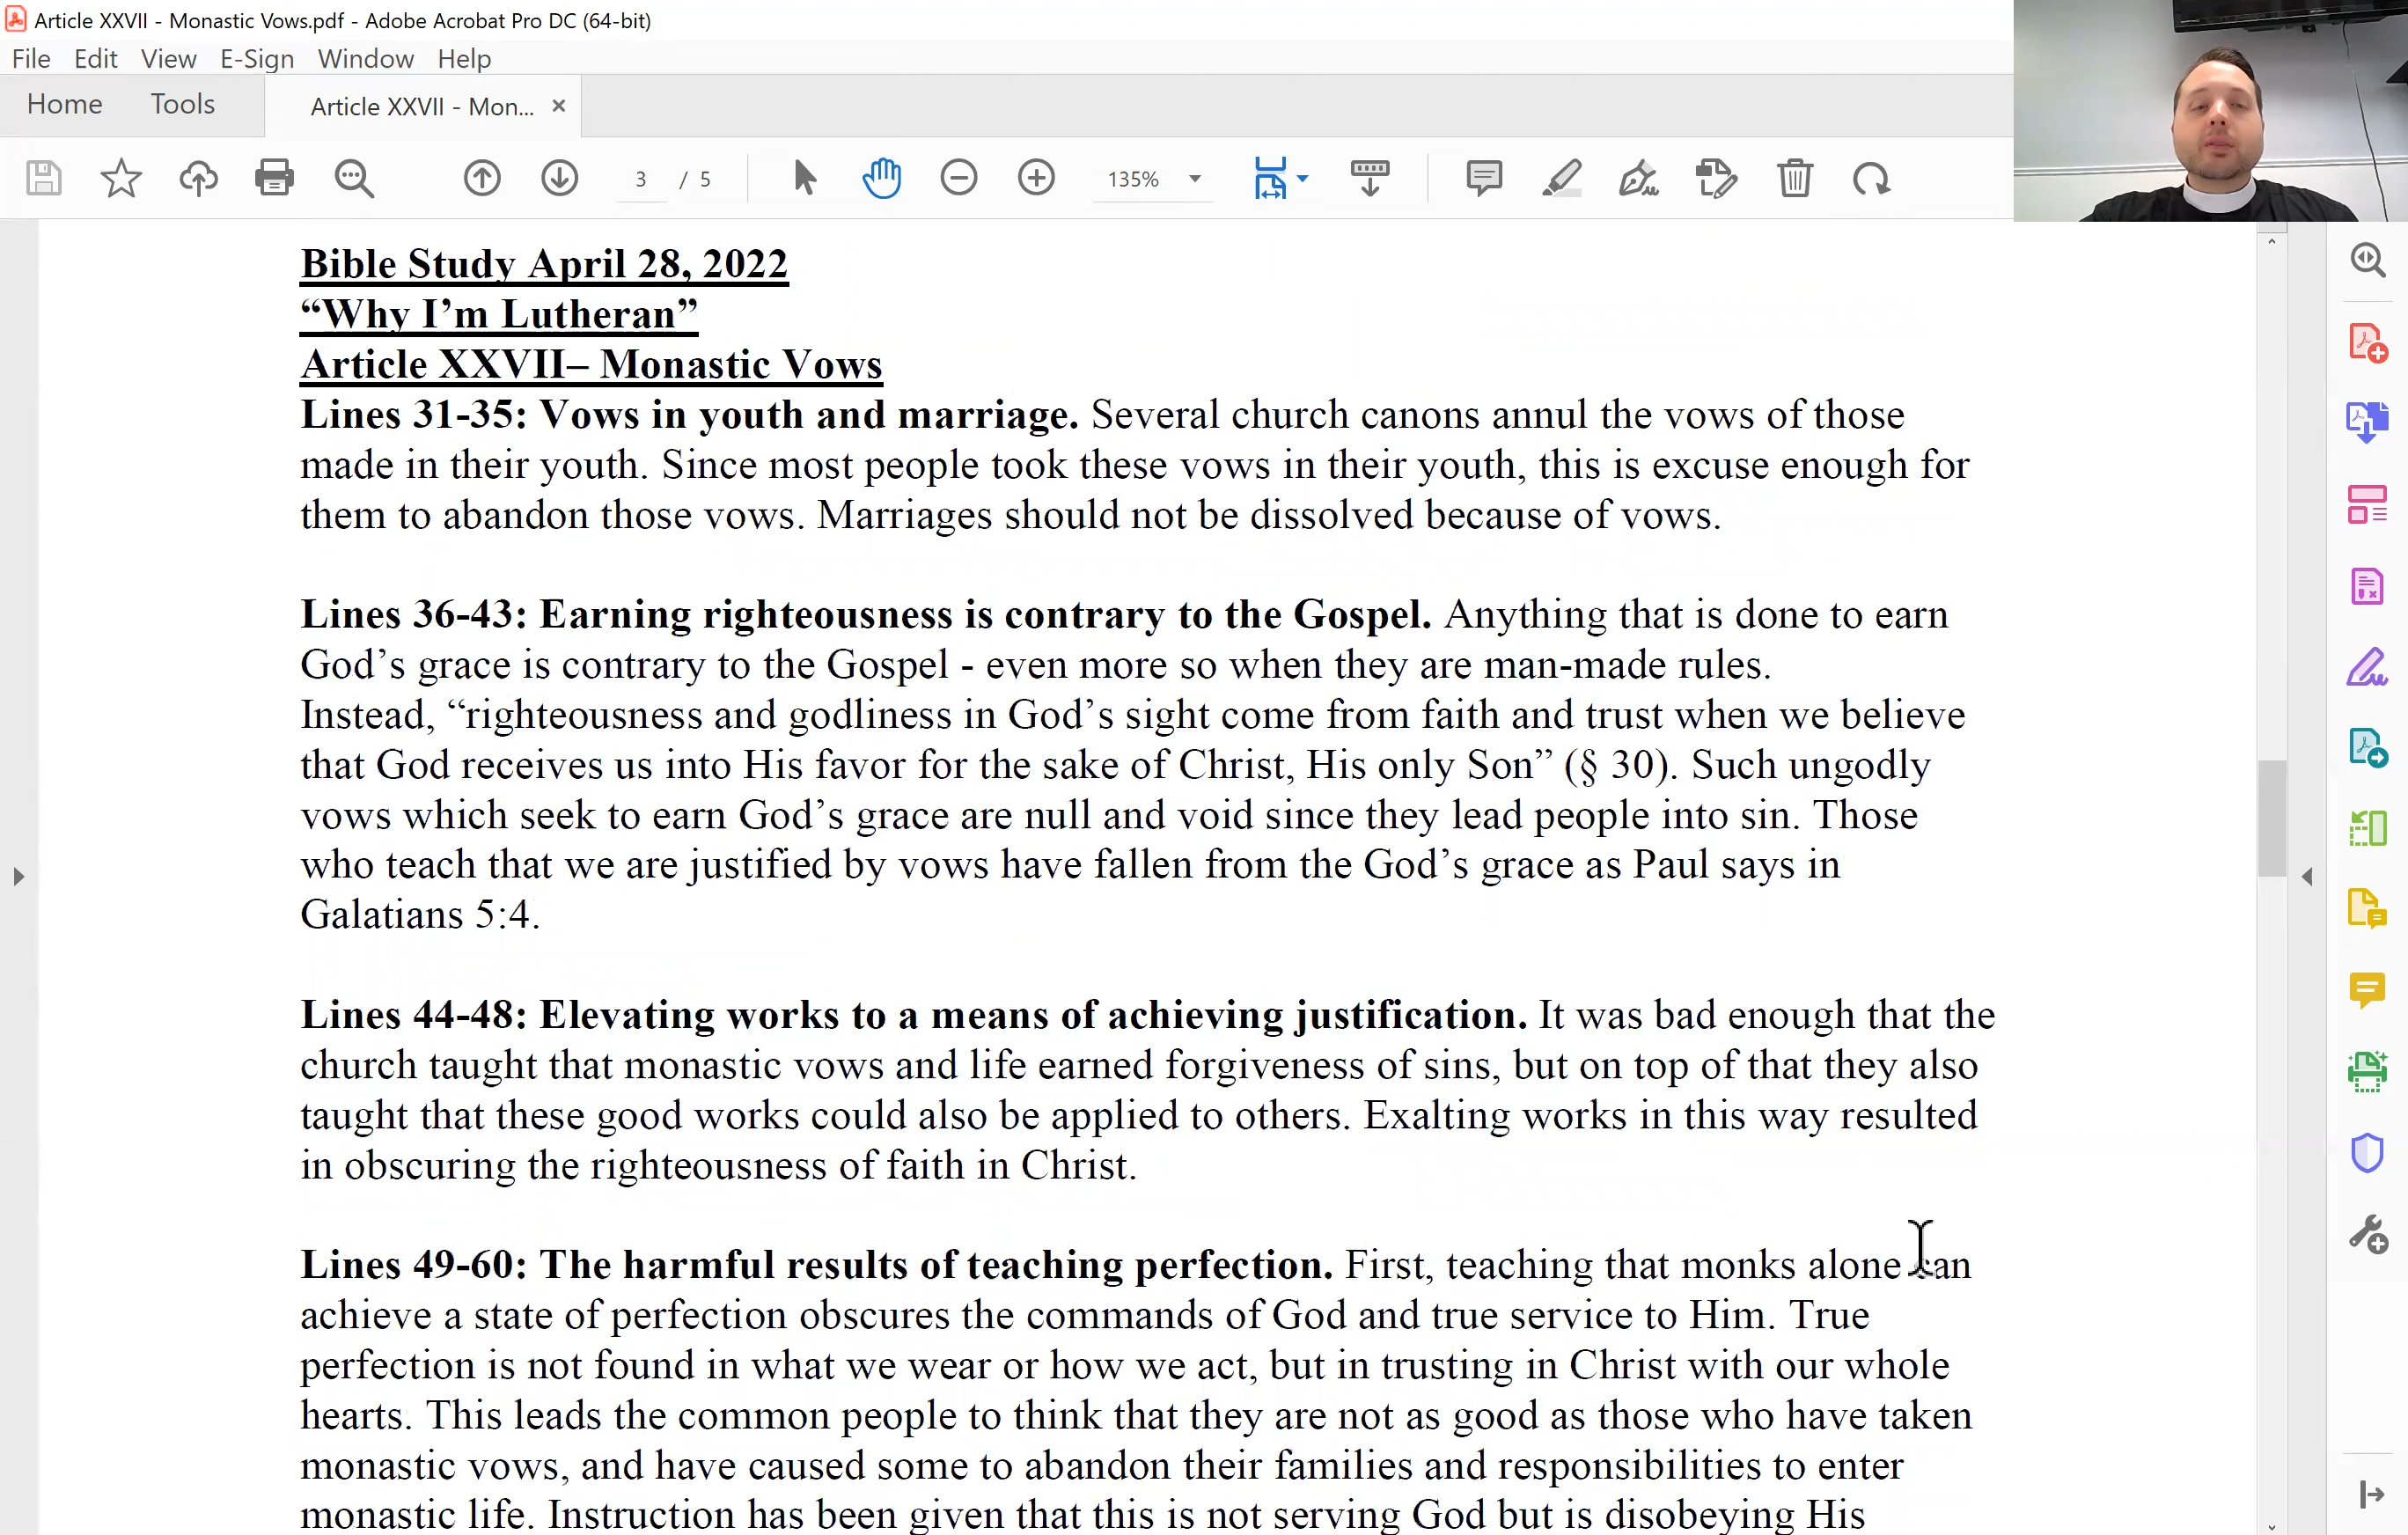 Article XXVII - Monastic Vows.pdf - Adobe Acrobat Pro DC (64-bit)
File Edit View E-Sign Window Help
Home Tools Article XXVII - Mon... ×
3 / 5 135%
Bible Study April 28, 2022
“Why I’m Lutheran”
Article XXVII– Monastic Vows
Lines 31-35: Vows in youth and marriage. Several church canons annul the vows of those
made in their youth. Since most people took these vows in their youth, this is excuse enough for
them to abandon those vows. Marriages should not be dissolved because of vows.
Lines 36-43: Earning righteousness is contrary to the Gospel. Anything that is done to earn
God’s grace is contrary to the Gospel - even more so when they are man-made rules.
Instead, “righteousness and godliness in God’s sight come from faith and trust when we believe
that God receives us into His favor for the sake of Christ, His only Son” (§ 30). Such ungodly
vows which seek to earn God’s grace are null and void since they lead people into sin. Those
who teach that we are justified by vows have fallen from the God’s grace as Paul says in
Galatians 5:4.
Lines 44-48: Elevating works to a means of achieving justification. It was bad enough that the
church taught that monastic vows and life earned forgiveness of sins, but on top of that they also
taught that these good works could also be applied to others. Exalting works in this way resulted
in obscuring the righteousness of faith in Christ.
Lines 49-60: The harmful results of teaching perfection. First, teaching that monks alone can
achieve a state of perfection obscures the commands of God and true service to Him. True
perfection is not found in what we wear or how we act, but in trusting in Christ with our whole
hearts. This leads the common people to think that they are not as good as those who have taken
monastic vows, and have caused some to abandon their families and responsibilities to enter
monastic life. Instruction has been given that this is not serving God but is disobeying His